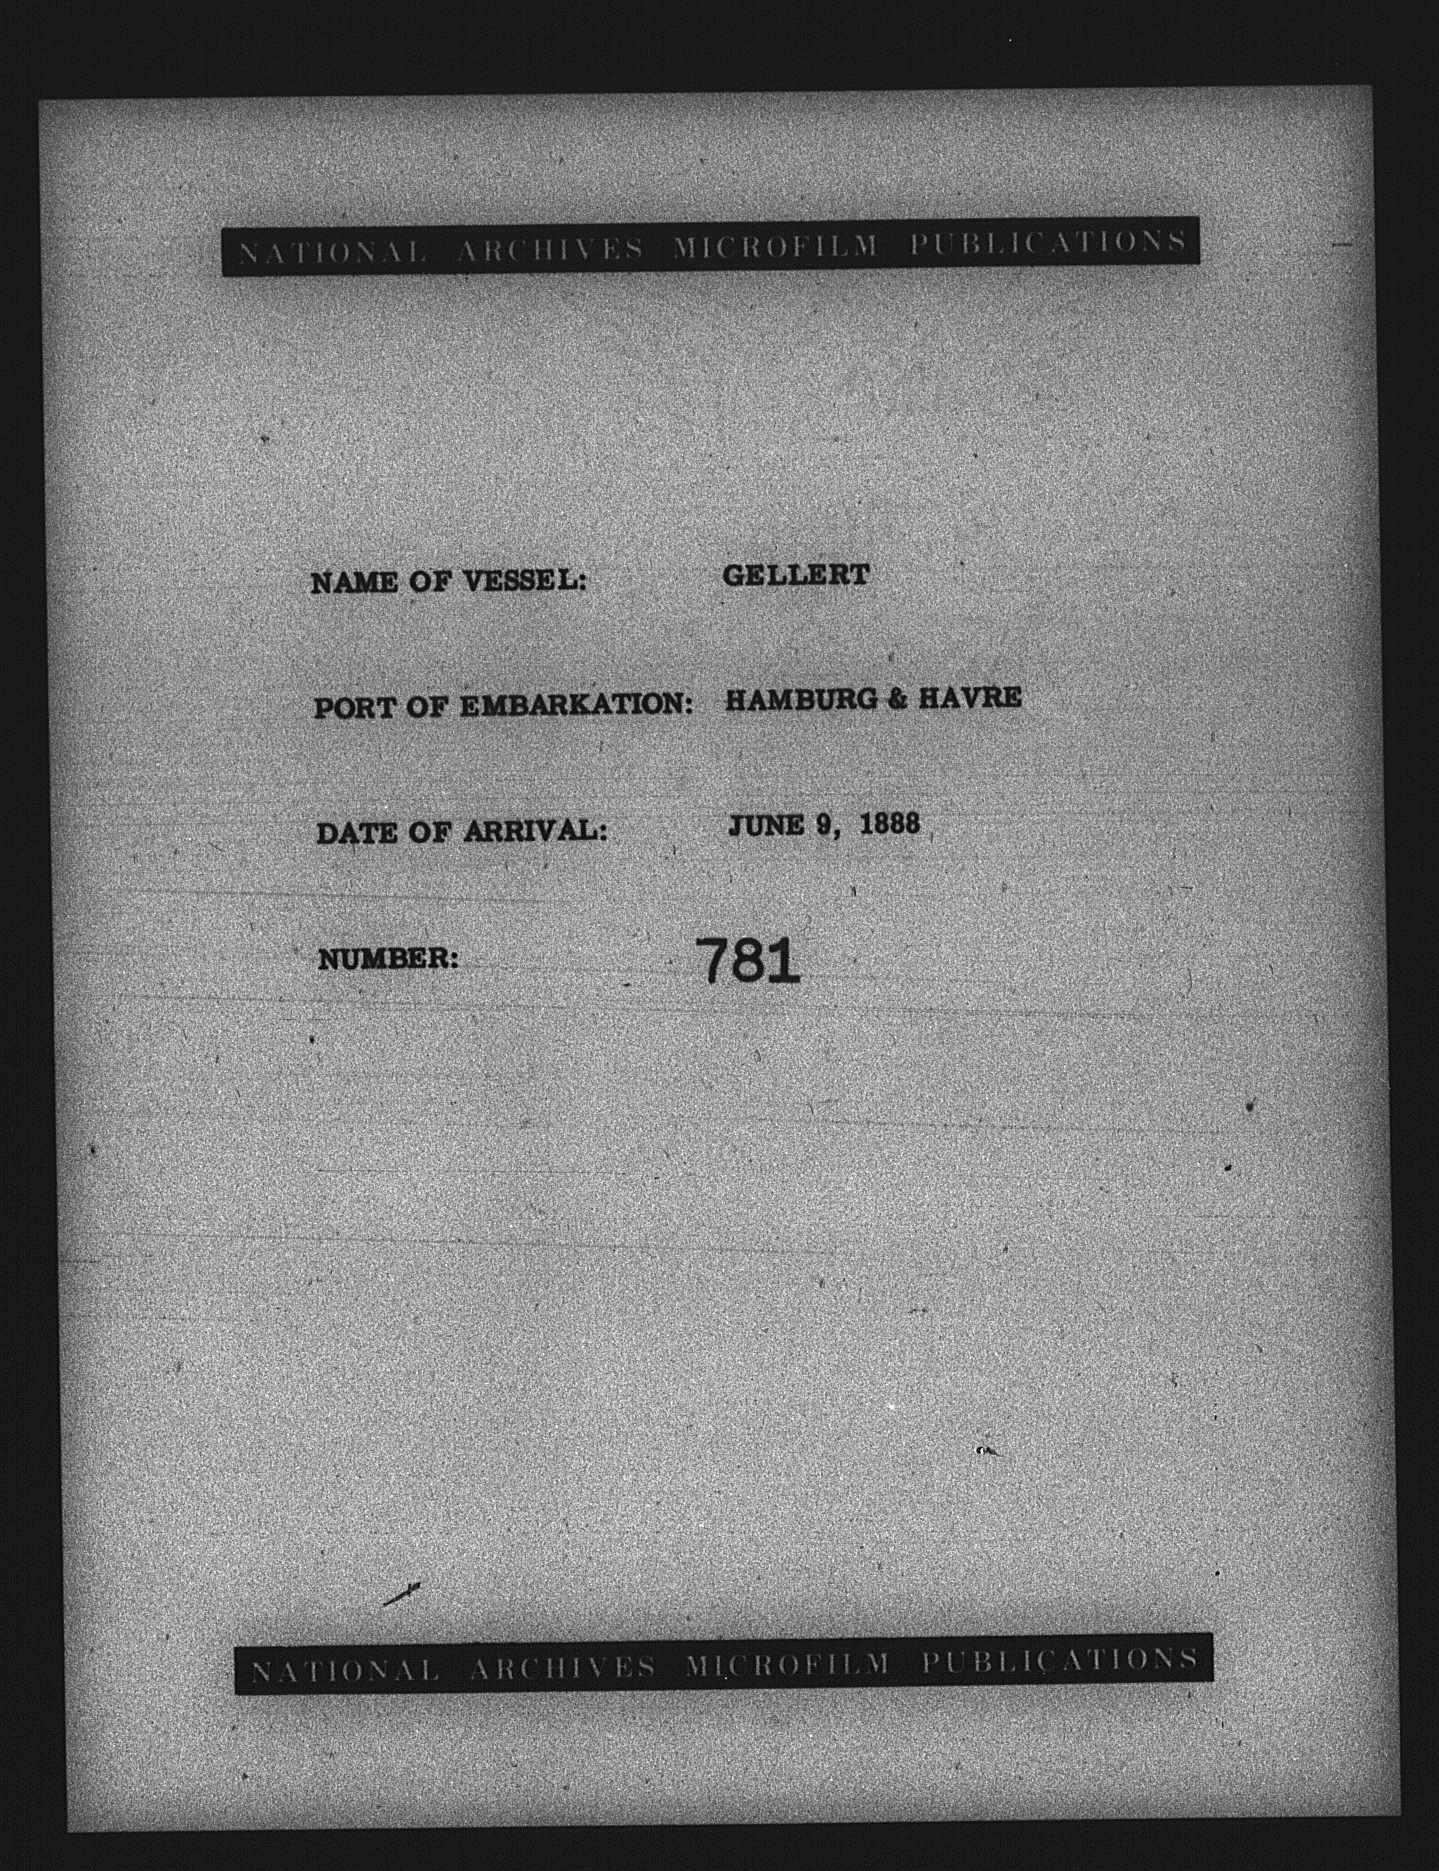 NATIONAL ARCHIVES MICROFILM PUBLICATIONS
NAME OF VESSEL: GELLERT
PORT OF EMBARKATION: HAMBURG & HAVRE
DATE OF ARRIVAL: JUNE 9, 1888
NUMBER: 781
NATIONAL ARCHIVES MICROFILM PUBLICATIONS